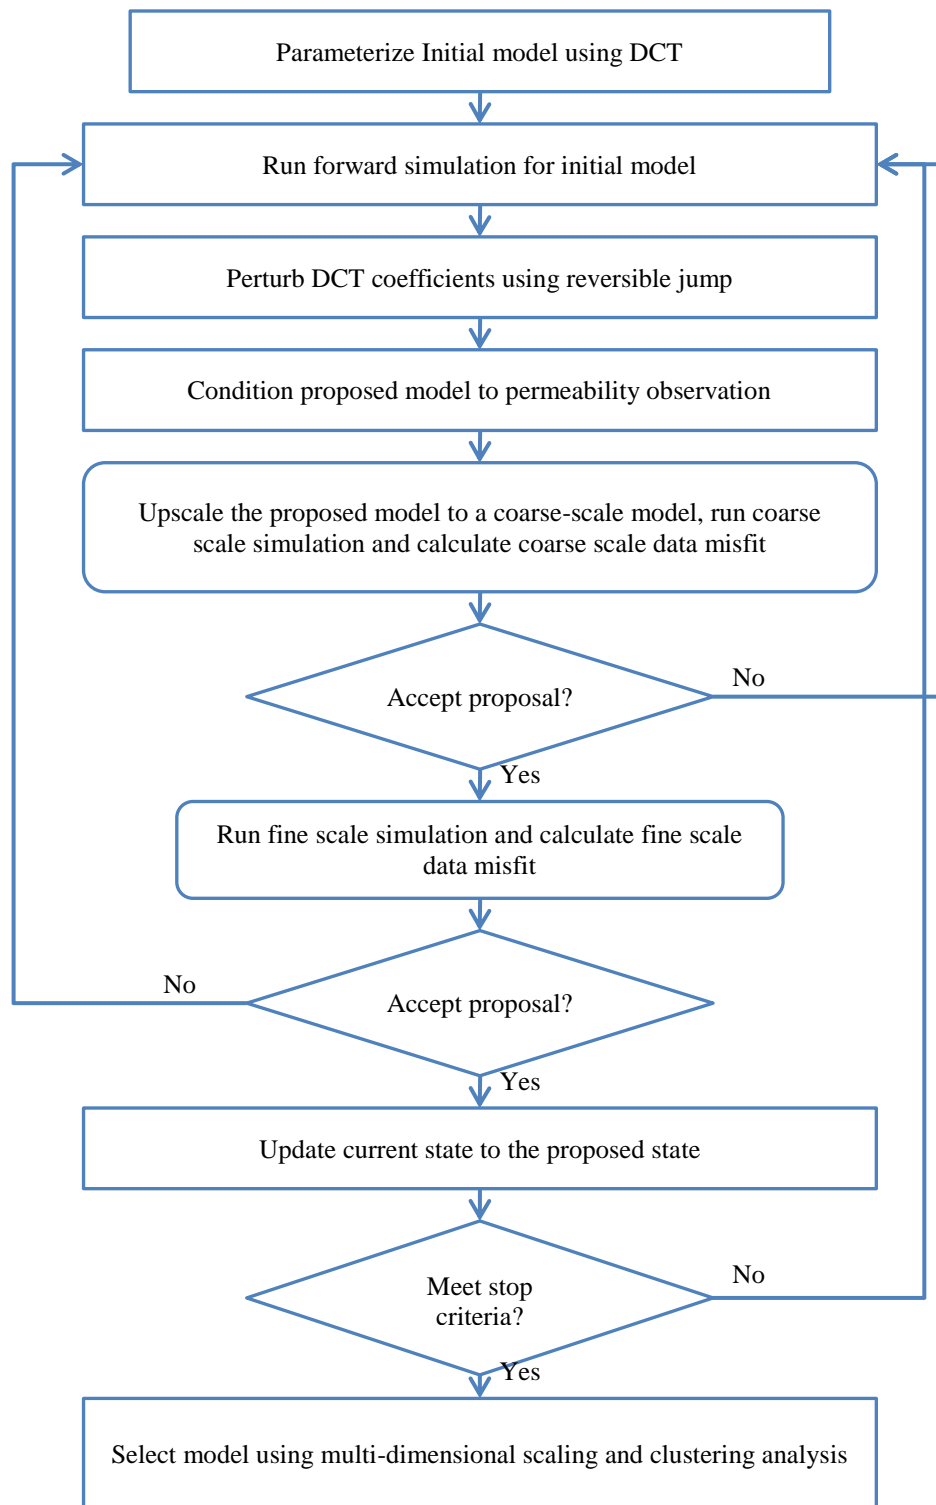 Parameterize Initial model using DCT
Run forward simulation for initial model
Perturb DCT coefficients using reversible jump
Condition proposed model to permeability observation
Upscale the proposed model to a coarse-scale model, run coarse
scale simulation and calculate coarse scale data misfit
No
Accept proposal?
Yes
Run fine scale simulation and calculate fine scale
data misfit
No
Accept proposal?
Yes
Update current state to the proposed state
No
Meet stop
criteria?
Yes
Select model using multi-dimensional scaling and clustering analysis